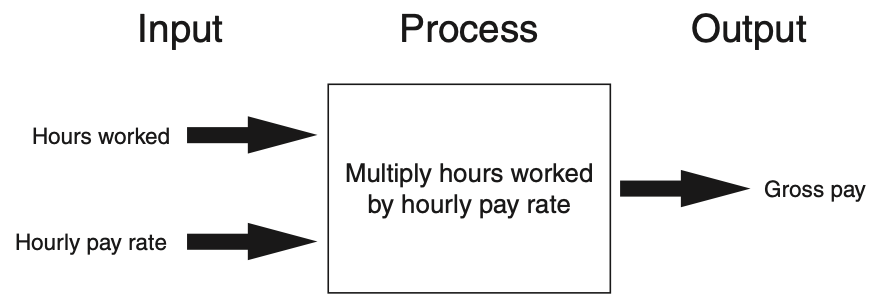 Input
Process
Output
Hours worked
Hourly pay rate
Multiply hours worked
by hourly pay rate
Gross pay